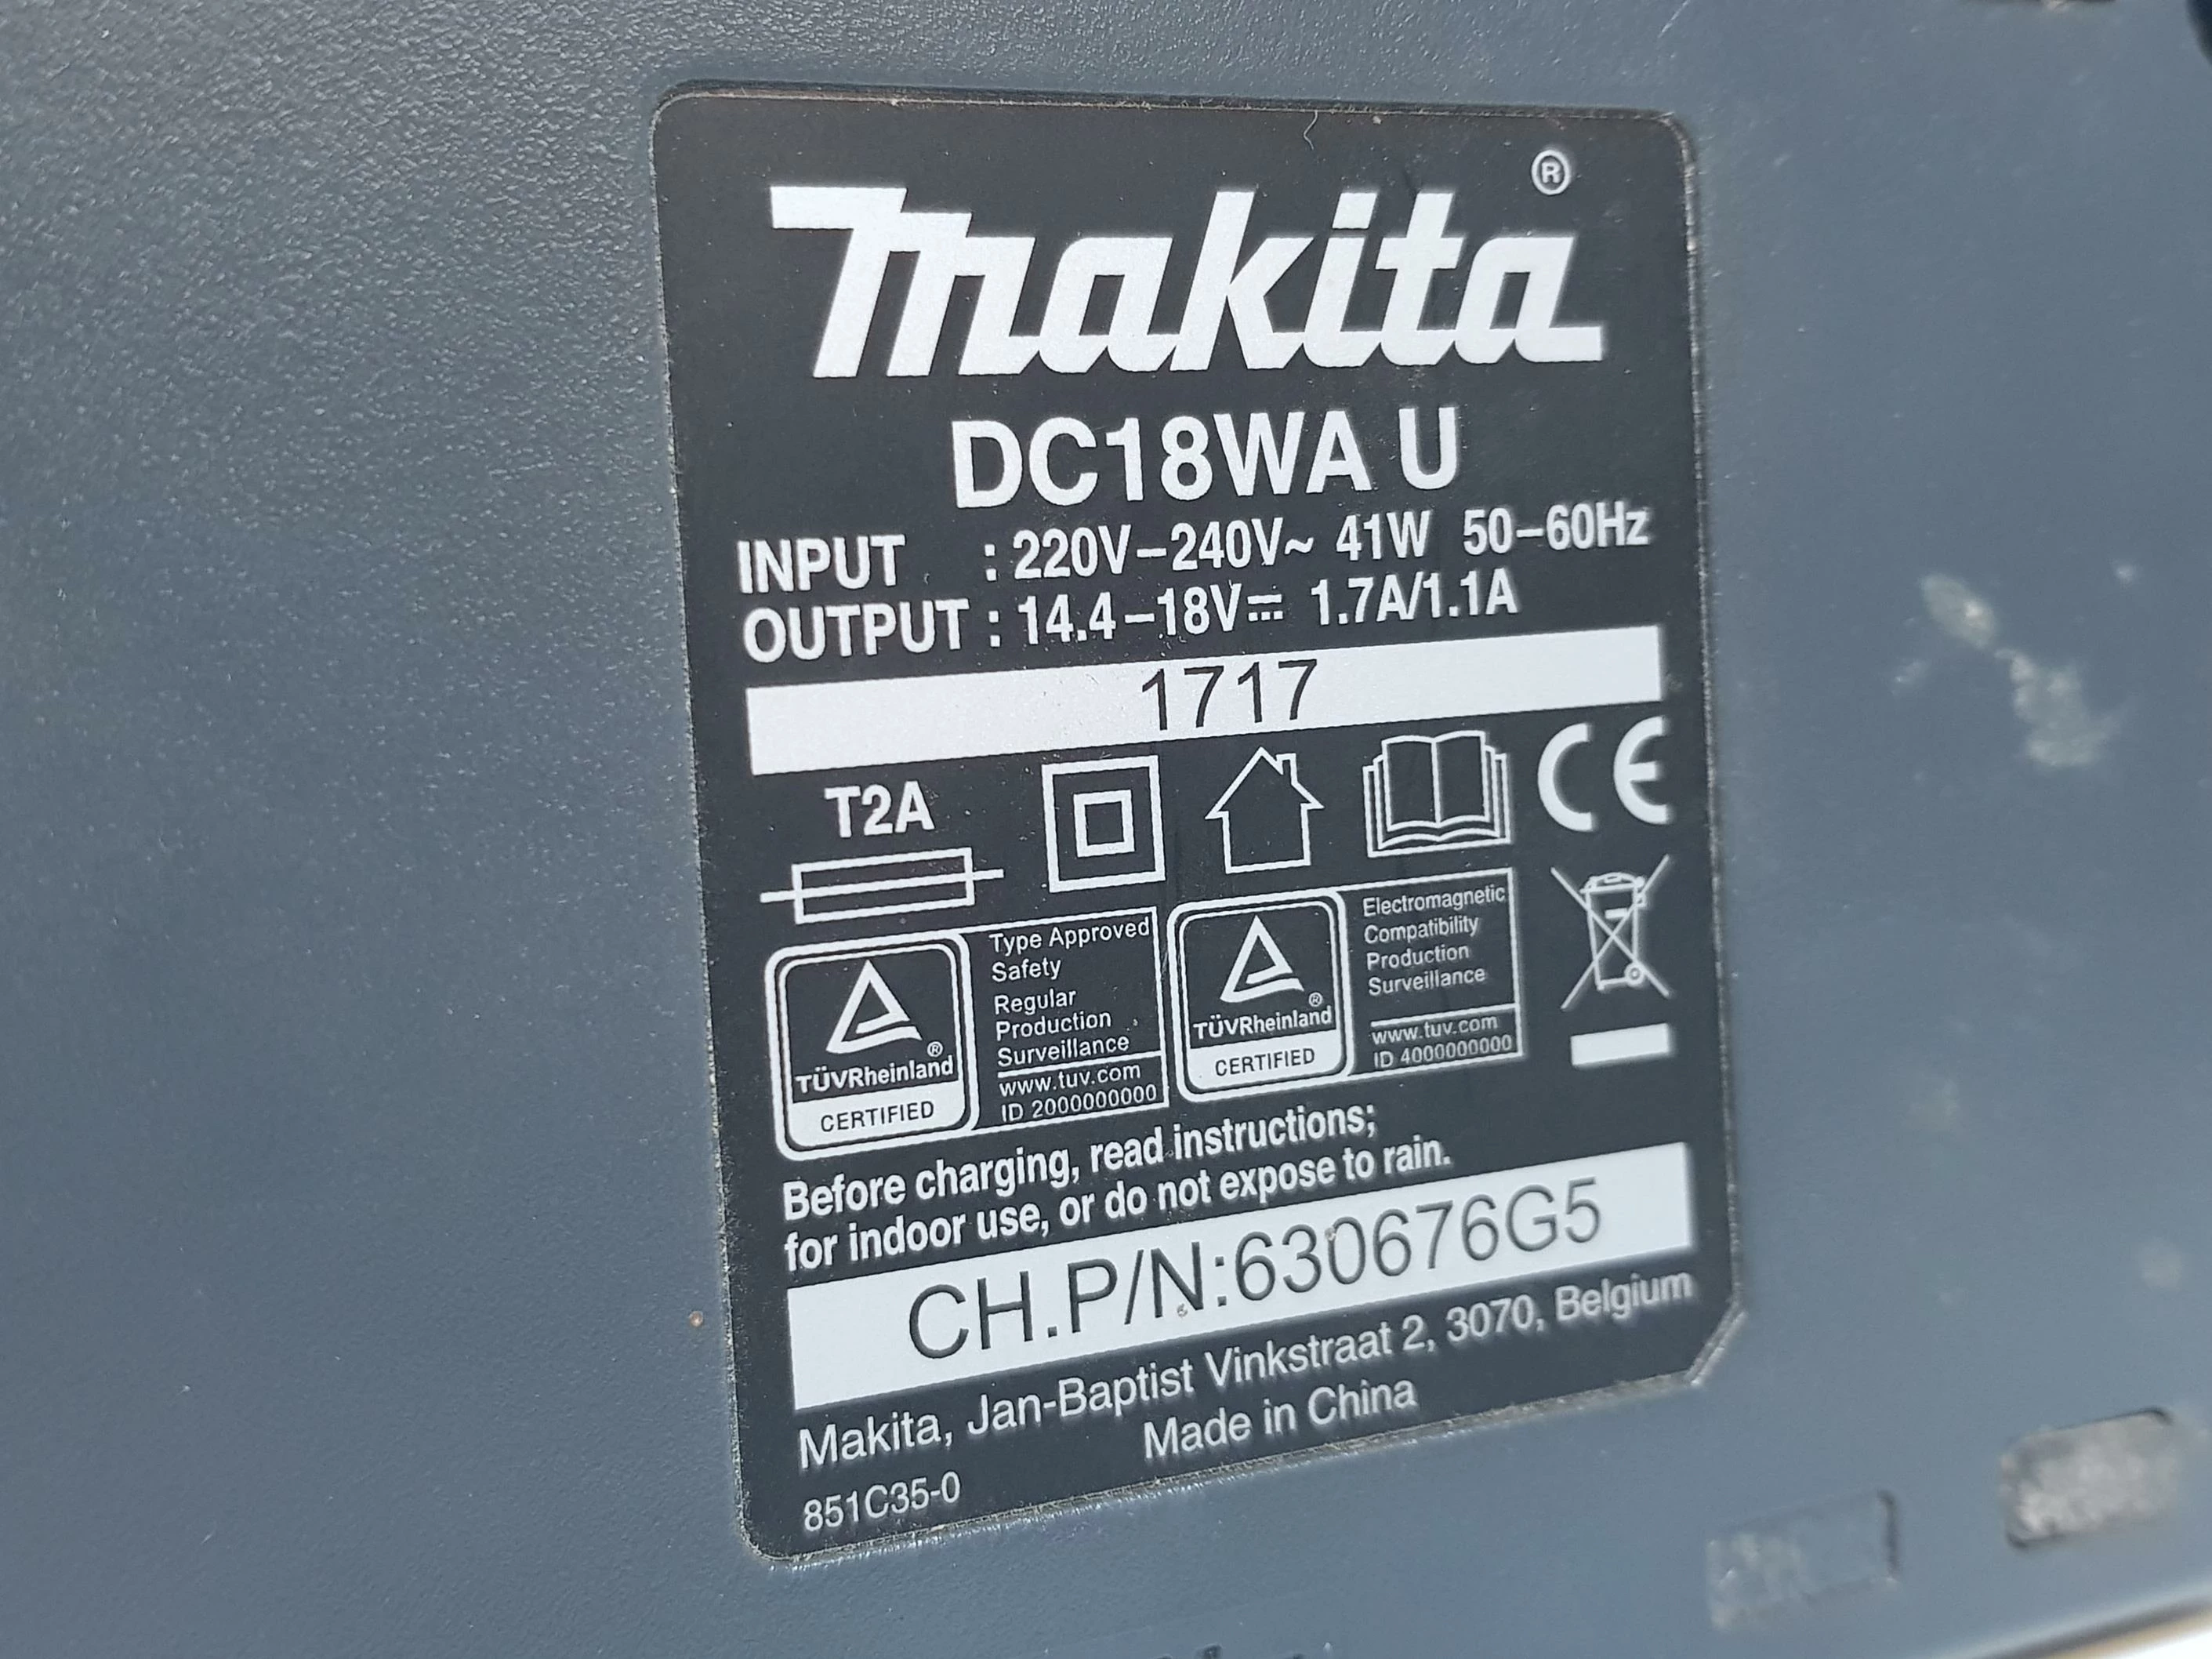 makita®
DC18WA U
INPUT : 220V–240V~ 41W 50–60Hz
OUTPUT : 14.4–18V⎓ 1.7A/1.1A
1717
T2A
CE
TÜVRheinland®
CERTIFIED
Type Approved
Safety
Regular
Production
Surveillance
www.tuv.com
ID 2000000000
TÜVRheinland®
CERTIFIED
Electromagnetic
Compatibility
Production
Surveillance
www.tuv.com
ID 4000000000
Before charging, read instructions;
for indoor use, or do not expose to rain.
CH.P/N:630676G5
Makita, Jan-Baptist Vinkstraat 2, 3070, Belgium
Made in China
851C35-0